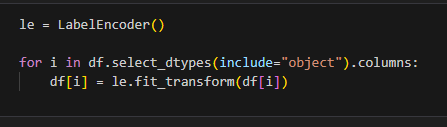 le = LabelEncoder()
for i in df.select_dtypes(include="object").columns:
    df[i] = le.fit_transform(df[i])